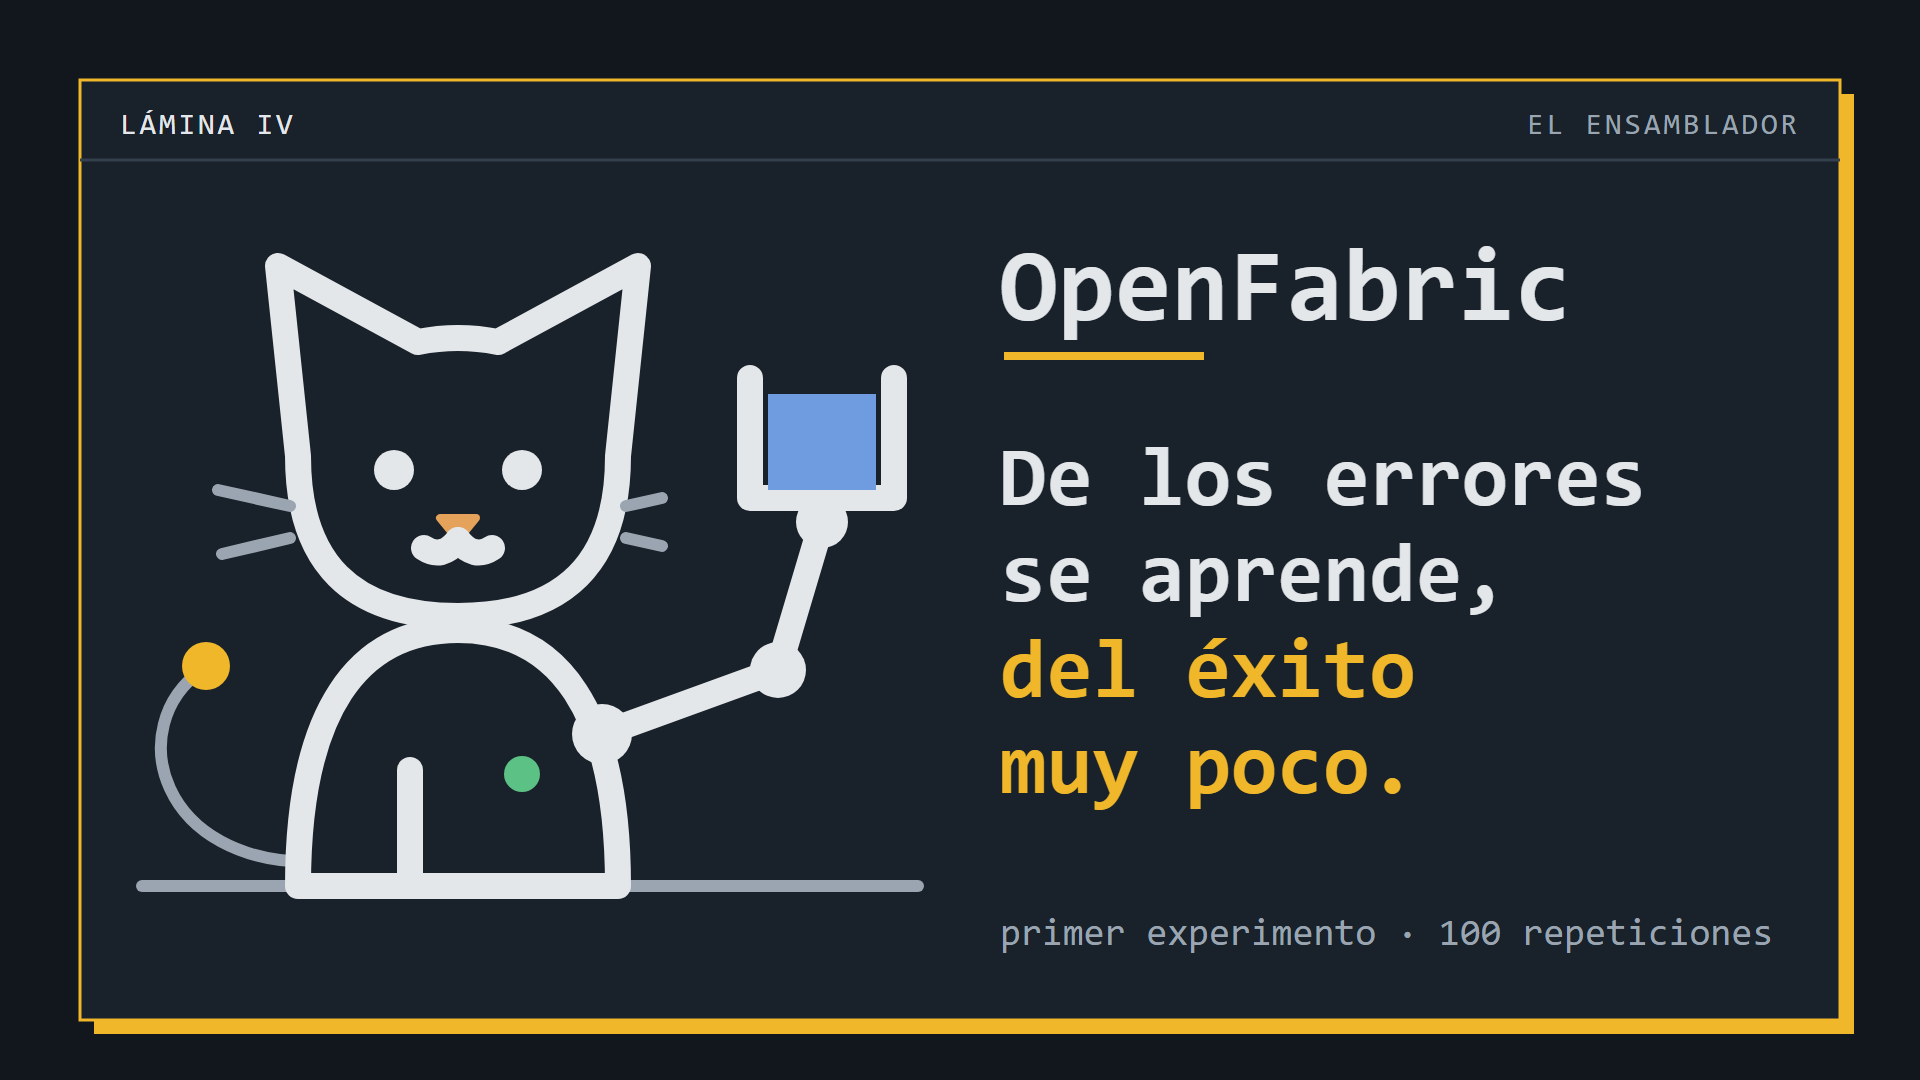 LÁMINA IV
EL ENSAMBLADOR
OpenFabric
De los errores
se aprende,
del éxito
muy poco.
primer experimento · 100 repeticiones